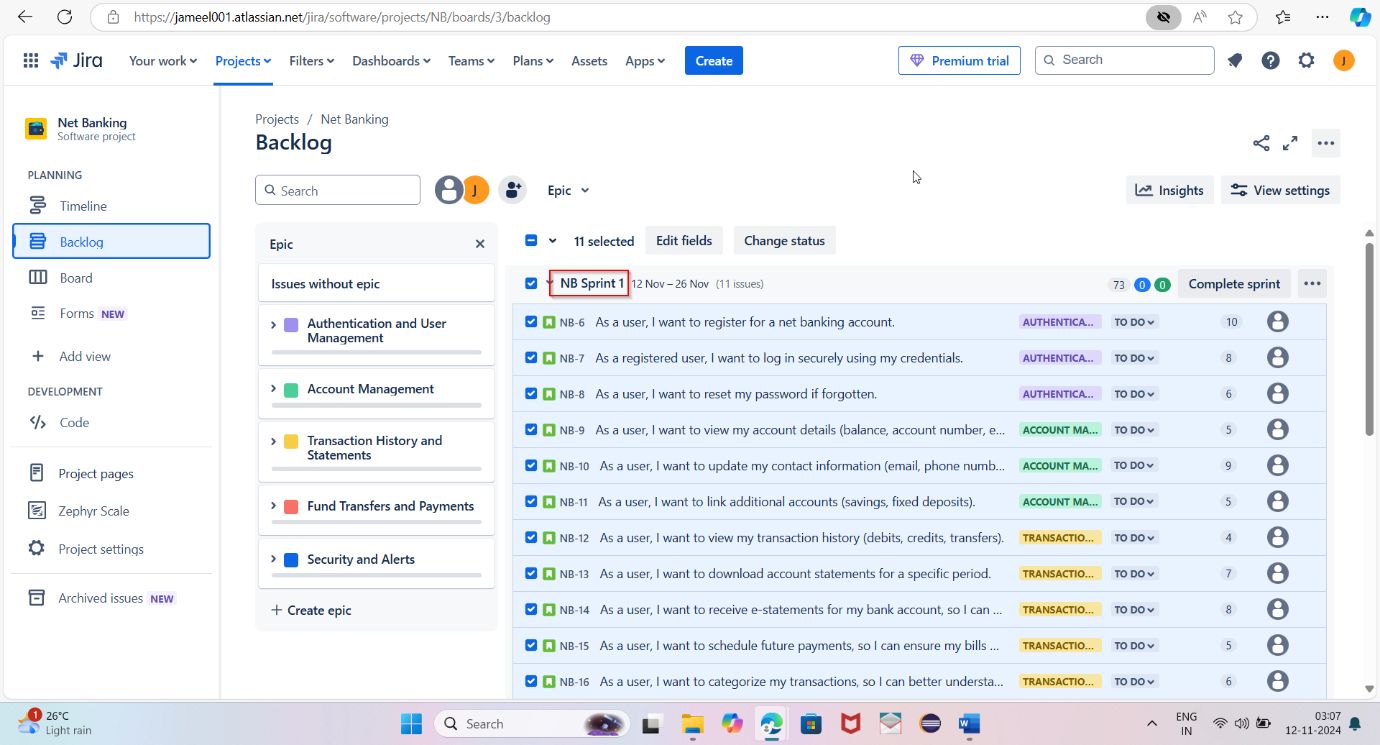 https://jameel001.atlassian.net/jira/software/projects/NB/boards/3/backlog
Jira
Your work Projects Filters Dashboards Teams Plans Assets Apps Create Premium trial Search J
Net Banking
Software project
PLANNING
Timeline
Backlog
Board
Forms NEW
Add view
DEVELOPMENT
Code
Project pages
Zephyr Scale
Project settings
Archived issues NEW
Projects / Net Banking
Backlog
Search J Epic Insights View settings
Epic
Issues without epic
Authentication and User
Management
Account Management
Transaction History and
Statements
Fund Transfers and Payments
Security and Alerts
+ Create epic
11 selected Edit fields Change status
NB Sprint 1 12 Nov – 26 Nov (11 issues) 73 0 0 Complete sprint
NB-6 As a user, I want to register for a net banking account. AUTHENTICA... TO DO 10
NB-7 As a registered user, I want to log in securely using my credentials. AUTHENTICA... TO DO 8
NB-8 As a user, I want to reset my password if forgotten. AUTHENTICA... TO DO 6
NB-9 As a user, I want to view my account details (balance, account number, e... ACCOUNT MA... TO DO 5
NB-10 As a user, I want to update my contact information (email, phone numb... ACCOUNT MA... TO DO 9
NB-11 As a user, I want to link additional accounts (savings, fixed deposits). ACCOUNT MA... TO DO 5
NB-12 As a user, I want to view my transaction history (debits, credits, transfers). TRANSACTIO... TO DO 4
NB-13 As a user, I want to download account statements for a specific period. TRANSACTIO... TO DO 7
NB-14 As a user, I want to receive e-statements for my bank account, so I can ... TRANSACTIO... TO DO 8
NB-15 As a user, I want to schedule future payments, so I can ensure my bills ... TRANSACTIO... TO DO 5
NB-16 As a user, I want to categorize my transactions, so I can better understa... TRANSACTIO... TO DO 6
1
26°C
Light rain
Search
ENG
IN
03:07
12-11-2024